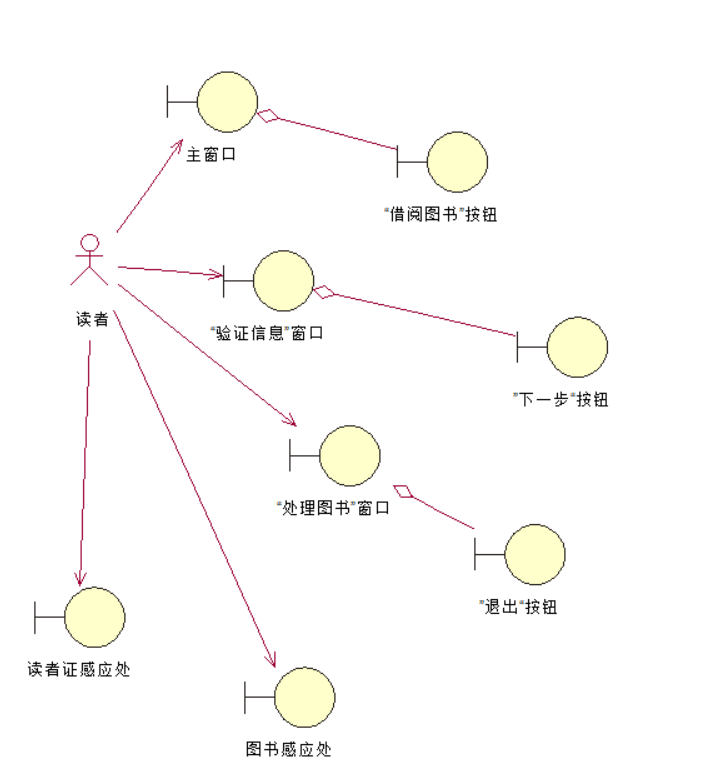 主窗口
“借阅图书”按钮
读者
“验证信息”窗口
”下一步“按钮
“处理图书”窗口
”退出“按钮
读者证感应处
图书感应处